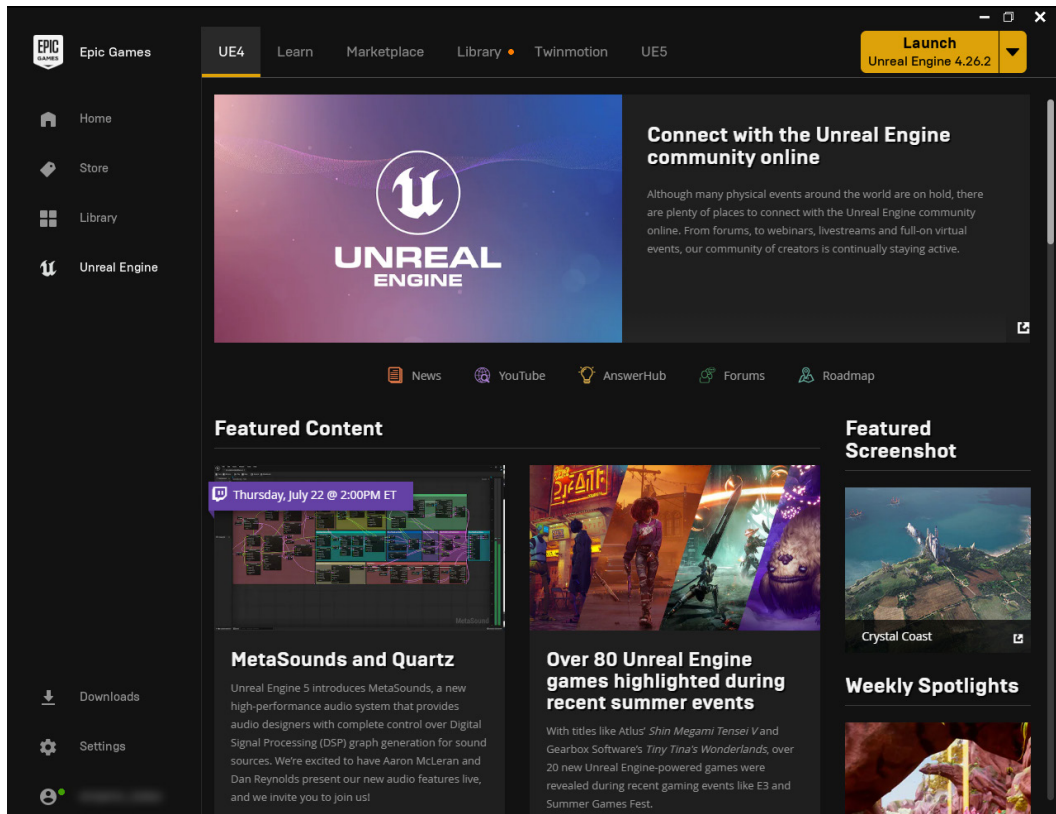 EPIC
GAMES
Epic Games
UE4
Learn
Marketplace
Library
Twinmotion
UE5
Launch
Unreal Engine 4.26.2
Home
Store
Library
Unreal Engine
UNREAL
ENGINE
Connect with the Unreal Engine
community online
Although many physical events around the world are on hold, there
are plenty of places to connect with the Unreal Engine community
online. From forums, to webinars, livestreams and full-on virtual
events, our community of creators is continually staying active.
News
YouTube
AnswerHub
Forums
Roadmap
Featured Content
Thursday, July 22 @ 2:00PM ET
MetaSound
MetaSounds and Quartz
Unreal Engine 5 introduces MetaSounds, a new
high-performance audio system that provides
audio designers with complete control over Digital
Signal Processing (DSP) graph generation for sound
sources. We're excited to have Aaron McLeran and
Dan Reynolds present our new audio features live,
and we invite you to join us!
Over 80 Unreal Engine
games highlighted during
recent summer events
With titles like Atlus' Shin Megami Tensei V and
Gearbox Software's Tiny Tina's Wonderlands, over
20 new Unreal Engine-powered games were
revealed during recent gaming events like E3 and
Summer Games Fest.
Featured
Screenshot
Crystal Coast
Weekly Spotlights
Downloads
Settings